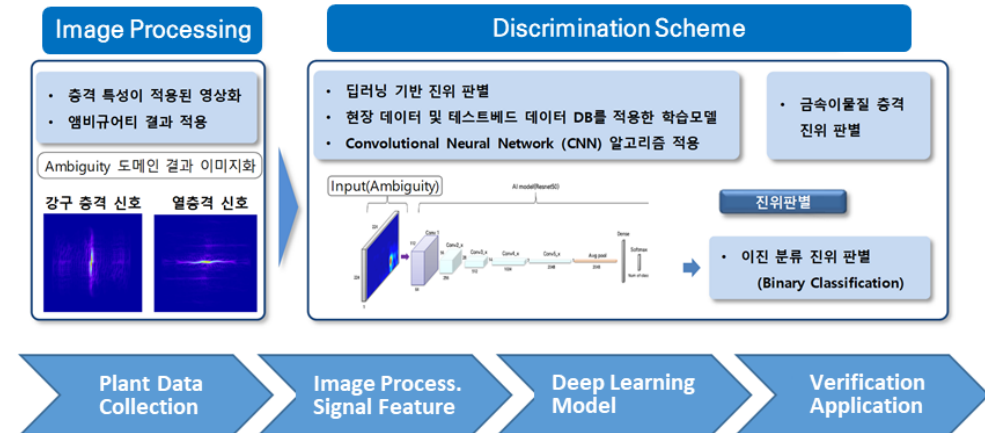 Image Processing
Discrimination Scheme
• 충격 특성이 적용된 영상화
• 앰비규어티 결과 적용
Ambiguity 도메인 결과 이미지화
강구 충격 신호
열충격 신호
• 딥러닝 기반 진위 판별
• 현장 데이터 및 테스트베드 데이터 DB를 적용한 학습모델
• Convolutional Neural Network (CNN) 알고리즘 적용
• 금속이물질 충격
진위 판별
Input(Ambiguity)
AI model(Resnet50)
Conv 1
Conv2_x
Conv3_x
Conv4_x
Conv5_x
Avg pool
Dense
Softmax
진위판별
• 이진 분류 진위 판별
(Binary Classification)
Plant Data
Collection
Image Process.
Signal Feature
Deep Learning
Model
Verification
Application